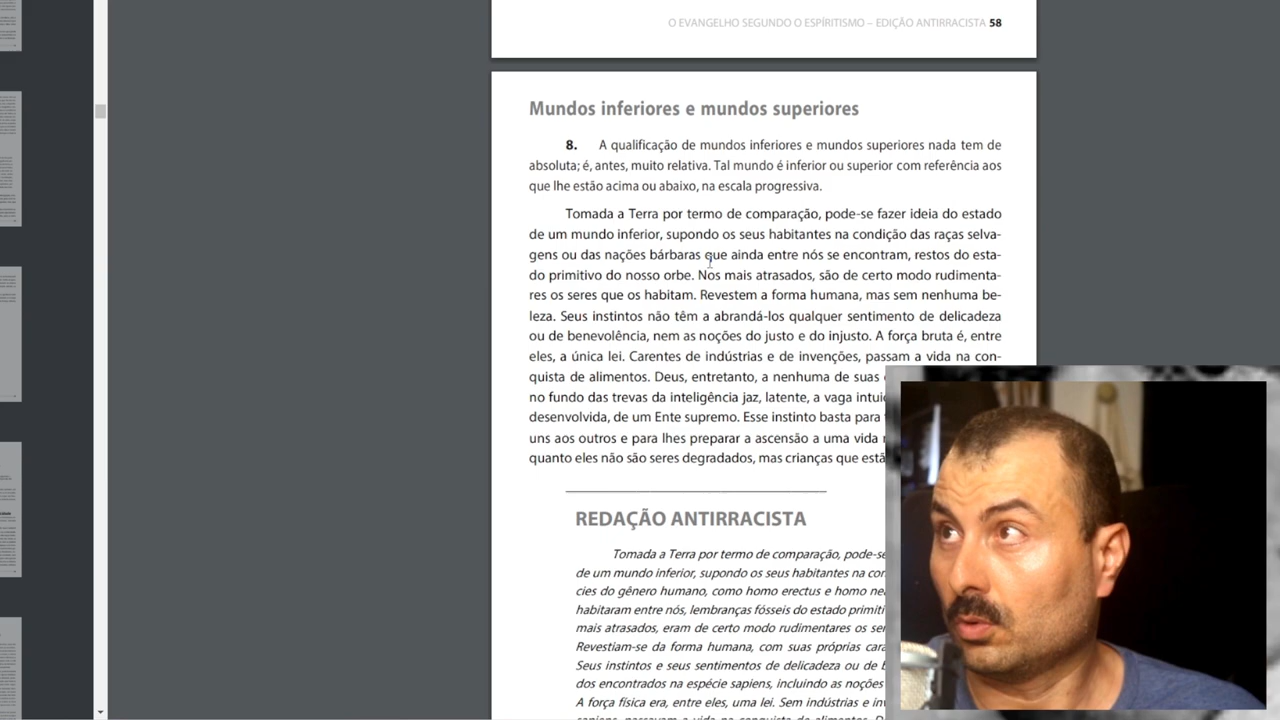 O EVANGELHO SEGUNDO O ESPÍRITISMO – EDIÇÃO ANTIRRACISTA 58
Mundos inferiores e mundos superiores
8. A qualificação de mundos inferiores e mundos superiores nada tem de
absoluta; é, antes, muito relativa. Tal mundo é inferior ou superior com referência aos
que lhe estão acima ou abaixo, na escala progressiva.
Tomada a Terra por termo de comparação, pode-se fazer ideia do estado
de um mundo inferior, supondo os seus habitantes na condição das raças selva-
gens ou das nações bárbaras que ainda entre nós se encontram, restos do esta-
do primitivo do nosso orbe. Nos mais atrasados, são de certo modo rudimenta-
res os seres que os habitam. Revestem a forma humana, mas sem nenhuma be-
leza. Seus instintos não têm a abrandá-los qualquer sentimento de delicadeza
ou de benevolência, nem as noções do justo e do injusto. A força bruta é, entre
eles, a única lei. Carentes de indústrias e de invenções, passam a vida na con-
quista de alimentos. Deus, entretanto, a nenhuma de suas
no fundo das trevas da inteligência jaz, latente, a vaga
desenvolvida, de um Ente supremo. Esse instinto basta para
uns aos outros e para lhes preparar a ascensão a uma vida
quanto eles não são seres degradados, mas crianças que
REDAÇÃO ANTIRRACISTA
Tomada a Terra por termo de comparação,
de um mundo inferior, supondo os seus habitantes na
cies do gênero humano, como homo erectus e homo
habitaram entre nós, lembranças fósseis do estado
mais atrasados, eram de certo modo rudimentares os
Revestiam-se da forma humana, com suas próprias
Seus instintos e seus sentimentos de delicadeza ou de
dos encontrados na espécie sapiens, incluindo as noções
A força física era, entre eles, uma lei. Sem indústrias e
sapiens, passavam a vida na conquista de alimentos.